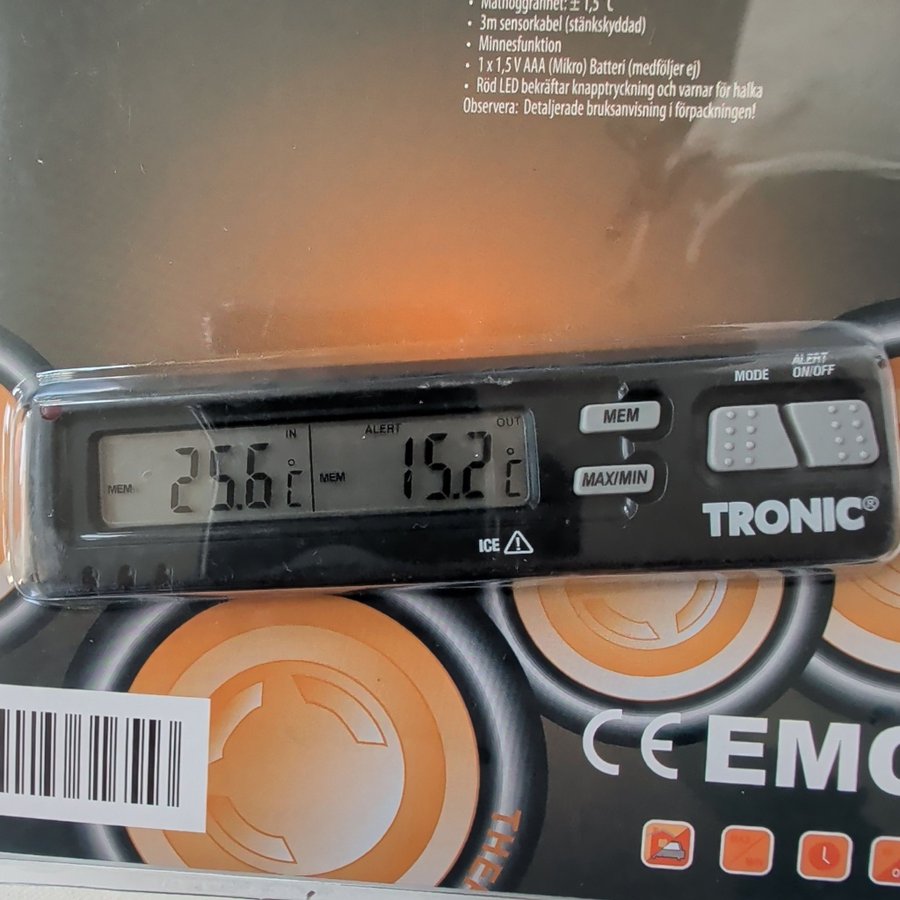 • Mätnoggrannhet: ± 1,5 °C
• 3m sensorkabel (stänkskyddad)
• Minnesfunktion
• 1 x 1,5 V AAA (Mikro) Batteri (medföljer ej)
• Röd LED bekräftar knapptryckning och varnar för halka
Observera: Detaljerade bruksanvisning i förpackningen!
MODE
ALERT
ON/OFF
MEM
IN
ALERT
OUT
MEM
25.6 °C
MEM
15.2 °C
MAX/MIN
TRONIC®
ICE
CE EMC